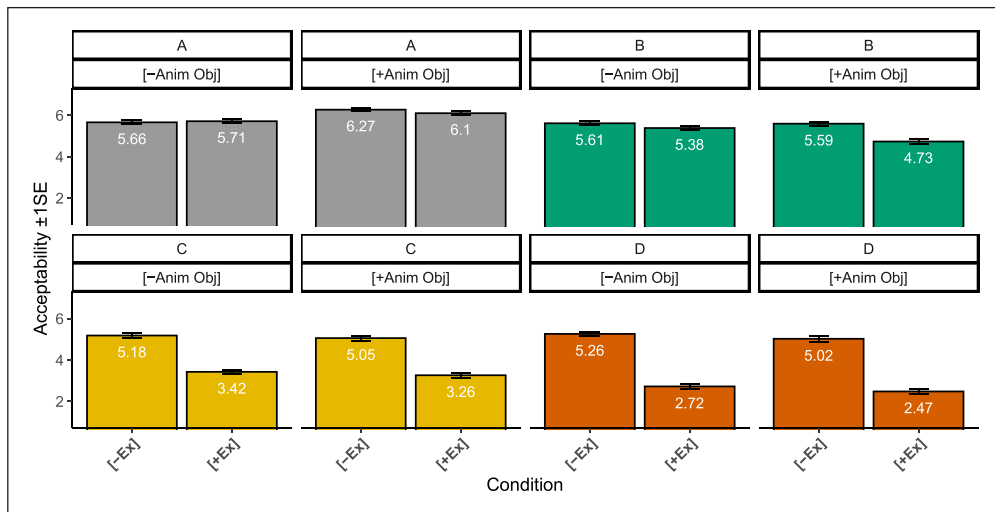 A A B B
[−Anim Obj] [+Anim Obj] [−Anim Obj] [+Anim Obj]
6
4
2
5.66 5.71 6.27 6.1 5.61 5.38 5.59 4.73
Acceptability ±1SE
C C D D
[−Anim Obj] [+Anim Obj] [−Anim Obj] [+Anim Obj]
6
4
2
5.18 3.42 5.05 3.26 5.26 2.72 5.02 2.47
[−Ex] [+Ex] [−Ex] [+Ex] [−Ex] [+Ex] [−Ex] [+Ex]
Condition